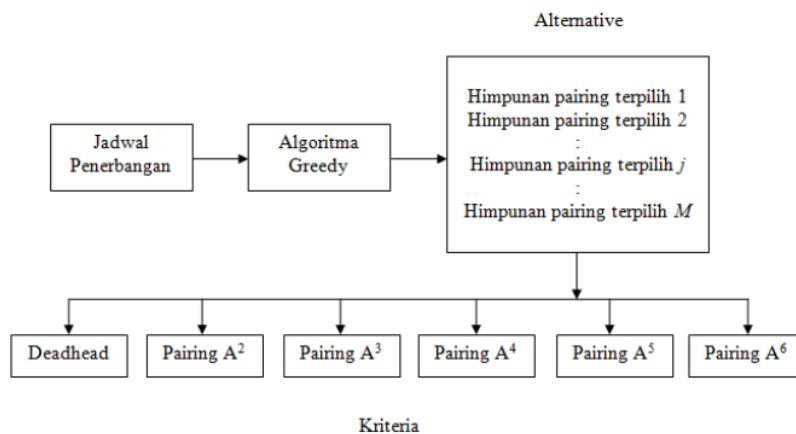 Alternative
Jadwal
Penerbangan
Algoritma
Greedy
Himpunan pairing terpilih 1
Himpunan pairing terpilih 2
:
Himpunan pairing terpilih j
:
Himpunan pairing terpilih M
Deadhead
Pairing A²
Pairing A³
Pairing A⁴
Pairing A⁵
Pairing A⁶
Kriteria